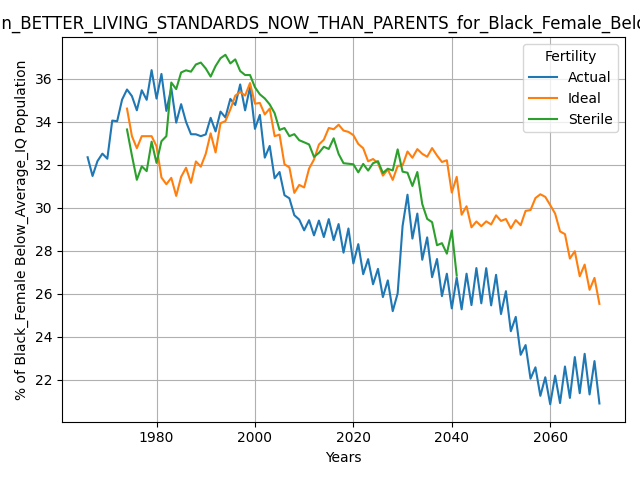 n_BETTER_LIVING_STANDARDS_NOW_THAN_PARENTS_for_Black_Female_Belo
Fertility
Actual
Ideal
Sterile
% of Black_Female Below_Average_IQ Population
36
34
32
30
28
26
24
22
1980 2000 2020 2040 2060
Years